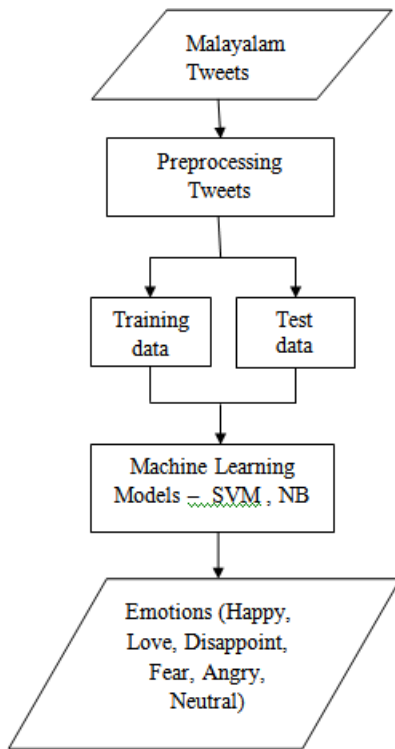 Malayalam
Tweets
Preprocessing
Tweets
Training
data
Test
data
Machine Learning
Models – SVM , NB
Emotions (Happy,
Love, Disappoint,
Fear, Angry,
Neutral)